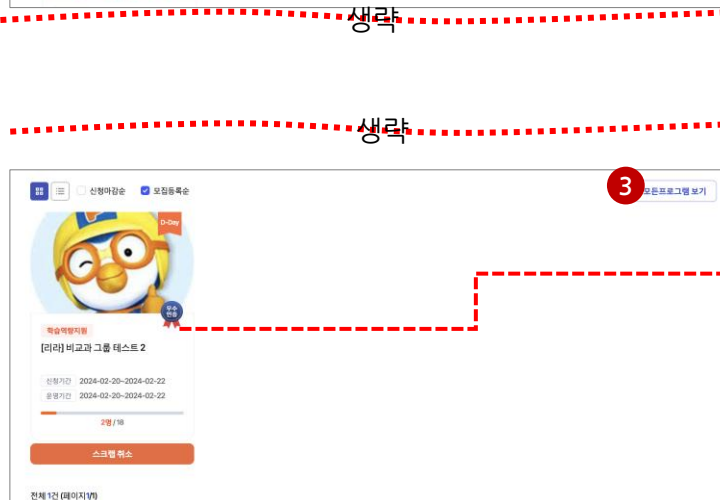 생략
생략
신청마감순
모집등록순
3
모든프로그램 보기
D-Day
우수
학습역량지원
[리라] 비교과 그룹 테스트 2
신청기간 2024-02-20~2024-02-22
운영기간 2024-02-20~2024-02-22
2명/18
스크랩 취소
전체 1건 (페이지1/1)